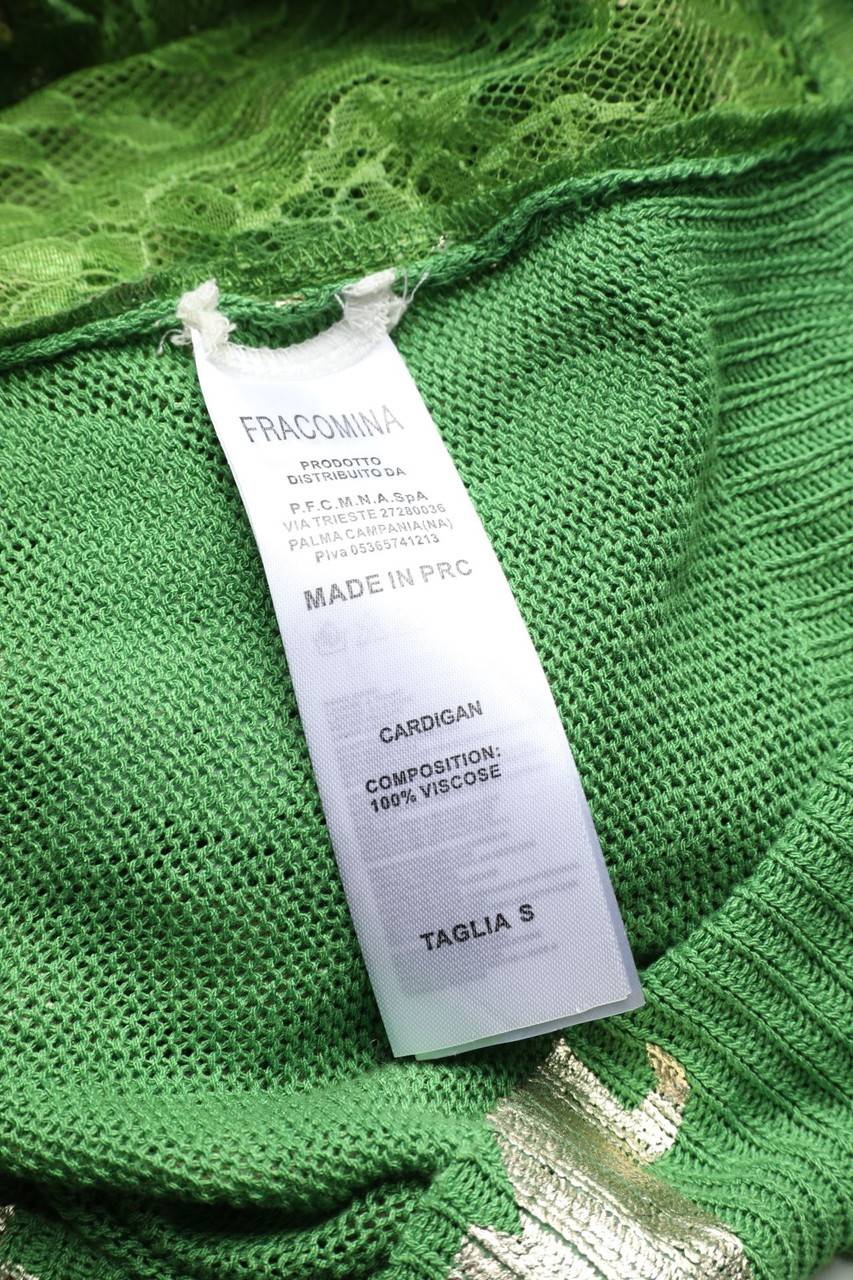 FRACOMINA
PRODOTTO
DISTRIBUITO DA
P.F.C.M.N.A.SpA
VIA TRIESTE 27280036
PALMA CAMPANIA(NA)
PIva 05365741213
MADE IN PRC
CARDIGAN
COMPOSITION:
100% VISCOSE
TAGLIA S